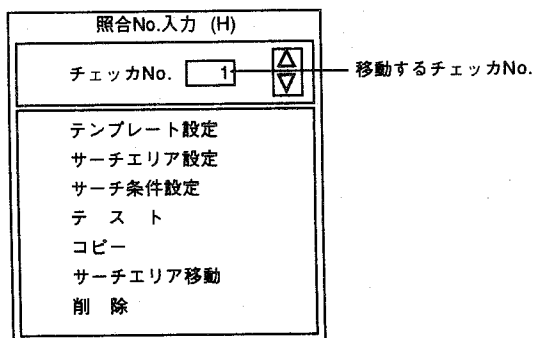 照合No.入力 (H)
チェッカNo. 1 移動するチェッカNo.
テンプレート設定
サーチエリア設定
サーチ条件設定
テ ス ト
コピー
サーチエリア移動
削 除